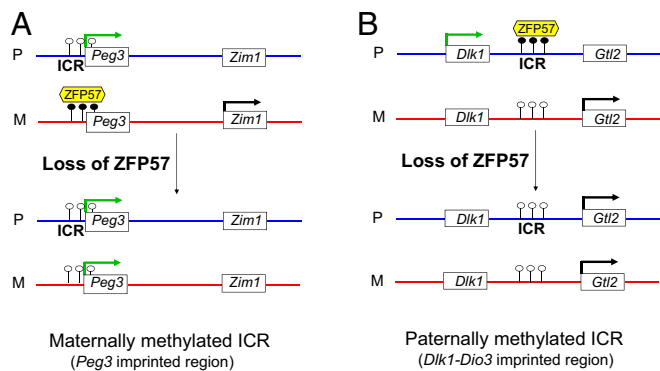 A
P
ICR
Peg3
Zim1
ZFP57
M
Peg3
Zim1
Loss of ZFP57
P
ICR
Peg3
Zim1
M
Peg3
Zim1
Maternally methylated ICR
(Peg3 imprinted region)
B
ZFP57
P
Dlk1
ICR
Gtl2
M
Dlk1
Gtl2
Loss of ZFP57
P
Dlk1
ICR
Gtl2
M
Dlk1
Gtl2
Paternally methylated ICR
(Dlk1-Dio3 imprinted region)